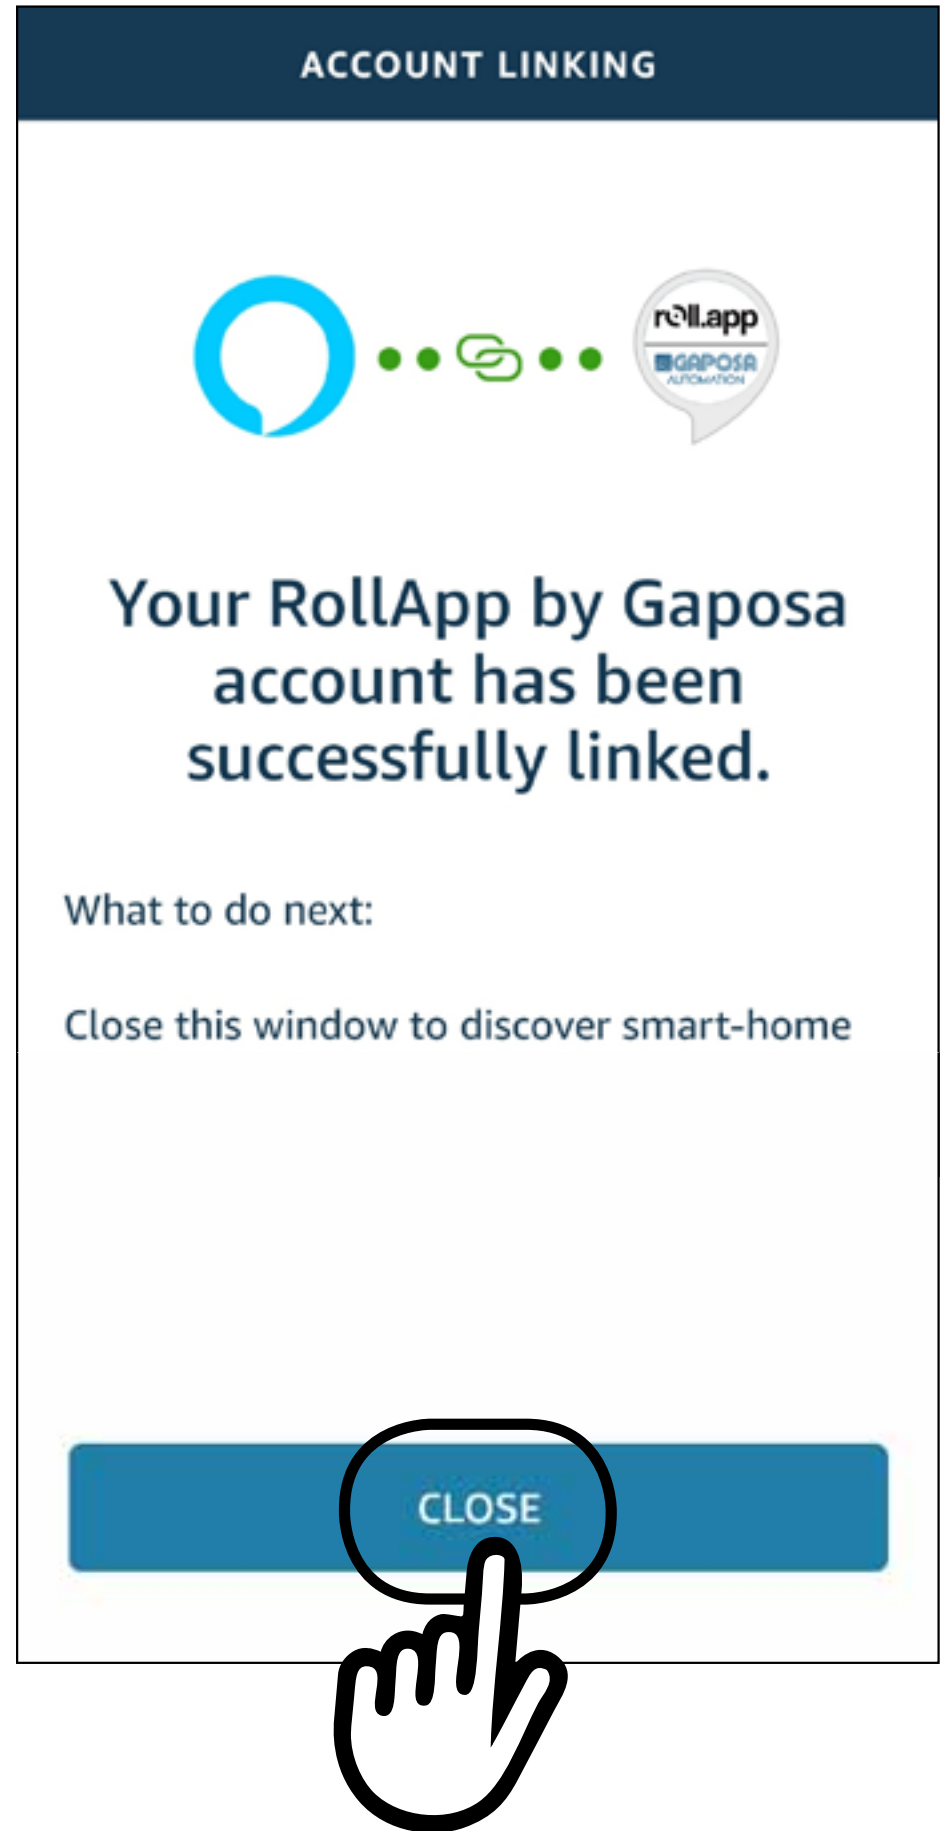 ACCOUNT LINKING
roll.app
GAPOSA
AUTOMATION
Your RollApp by Gaposa
account has been
successfully linked.
What to do next:
Close this window to discover smart-home
CLOSE